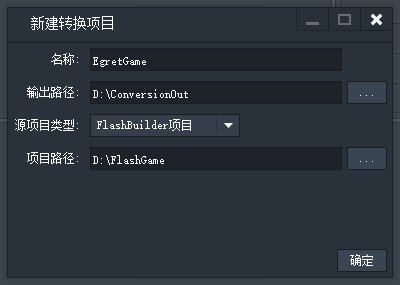 新建转换项目
名称: EgretGame
输出路径: D:\ConversionOut ...
源项目类型: FlashBuilder项目
项目路径: D:\FlashGame ...
确定